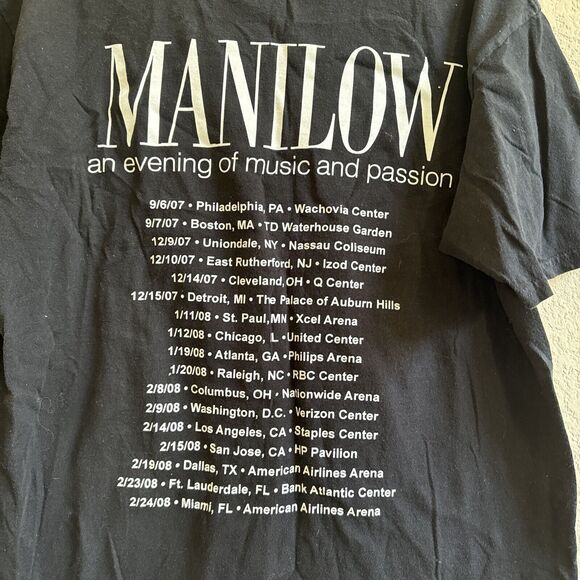 MANILOW
an evening of music and passion
9/6/07 • Philadelphia, PA • Wachovia Center
9/7/07 • Boston, MA • TD Waterhouse Garden
12/9/07 • Uniondale, NY • Nassau Coliseum
12/10/07 • East Rutherford, NJ • Izod Center
12/14/07 • Cleveland, OH • Q Center
12/15/07 • Detroit, MI • The Palace of Auburn Hills
1/11/08 • St. Paul, MN • Xcel Arena
1/12/08 • Chicago, L • United Center
1/19/08 • Atlanta, GA • Philips Arena
1/20/08 • Raleigh, NC • RBC Center
2/8/08 • Columbus, OH • Nationwide Arena
2/9/08 • Washington, D.C. • Verizon Center
2/14/08 • Los Angeles, CA • Staples Center
2/15/08 • San Jose, CA • HP Pavilion
2/19/08 • Dallas, TX • American Airlines Arena
2/23/08 • Ft. Lauderdale, FL • Bank Atlantic Center
2/24/08 • Miami, FL • American Airlines Arena